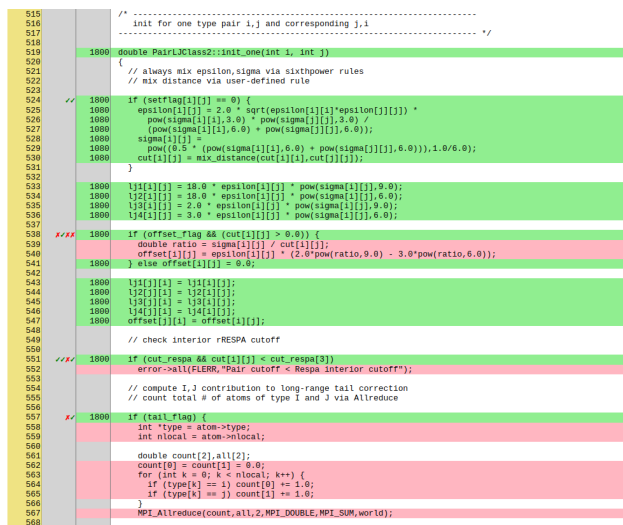 515 /* ----------------------------------------------------------------------
516 init for one type pair i,j and corresponding j,i
517 ------------------------------------------------------------------------- */
518
519 1800 double PairLJClass2::init_one(int i, int j)
520 {
521 // always mix epsilon,sigma via sixthpower rules
522 // mix distance via user-defined rule
523
524 ✓✓ 1800 if (setflag[i][j] == 0) {
525 1080 epsilon[i][j] = 2.0 * sqrt(epsilon[i][i]*epsilon[j][j]) *
526 1080 pow(sigma[i][i],3.0) * pow(sigma[j][j],3.0) /
527 1080 (pow(sigma[i][i],6.0) + pow(sigma[j][j],6.0));
528 1080 sigma[i][j] =
529 1080 pow((0.5 * (pow(sigma[i][i],6.0) + pow(sigma[j][j],6.0))),1.0/6.0);
530 1080 cut[i][j] = mix_distance(cut[i][i],cut[j][j]);
531 }
532
533 1800 lj1[i][j] = 18.0 * epsilon[i][j] * pow(sigma[i][j],9.0);
534 1800 lj2[i][j] = 18.0 * epsilon[i][j] * pow(sigma[i][j],6.0);
535 1800 lj3[i][j] = 2.0 * epsilon[i][j] * pow(sigma[i][j],9.0);
536 1800 lj4[i][j] = 3.0 * epsilon[i][j] * pow(sigma[i][j],6.0);
537
538 ✗✓✗✗ 1800 if (offset_flag && (cut[i][j] > 0.0)) {
539 double ratio = sigma[i][j] / cut[i][j];
540 offset[i][j] = epsilon[i][j] * (2.0*pow(ratio,9.0) - 3.0*pow(ratio,6.0));
541 1800 } else offset[i][j] = 0.0;
542
543 1800 lj1[j][i] = lj1[i][j];
544 1800 lj2[j][i] = lj2[i][j];
545 1800 lj3[j][i] = lj3[i][j];
546 1800 lj4[j][i] = lj4[i][j];
547 1800 offset[j][i] = offset[i][j];
548
549 // check interior rRESPA cutoff
550
551 ✓✓✗✓ 1800 if (cut_respa && cut[i][j] < cut_respa[3])
552 error->all(FLERR,"Pair cutoff < Respa interior cutoff");
553
554 // compute I,J contribution to long-range tail correction
555 // count total # of atoms of type I and J via Allreduce
556
557 ✗✓ 1800 if (tail_flag) {
558 int *type = atom->type;
559 int nlocal = atom->nlocal;
560
561 double count[2],all[2];
562 count[0] = count[1] = 0.0;
563 for (int k = 0; k < nlocal; k++) {
564 if (type[k] == i) count[0] += 1.0;
565 if (type[k] == j) count[1] += 1.0;
566 }
567 MPI_Allreduce(count,all,2,MPI_DOUBLE,MPI_SUM,world);
568